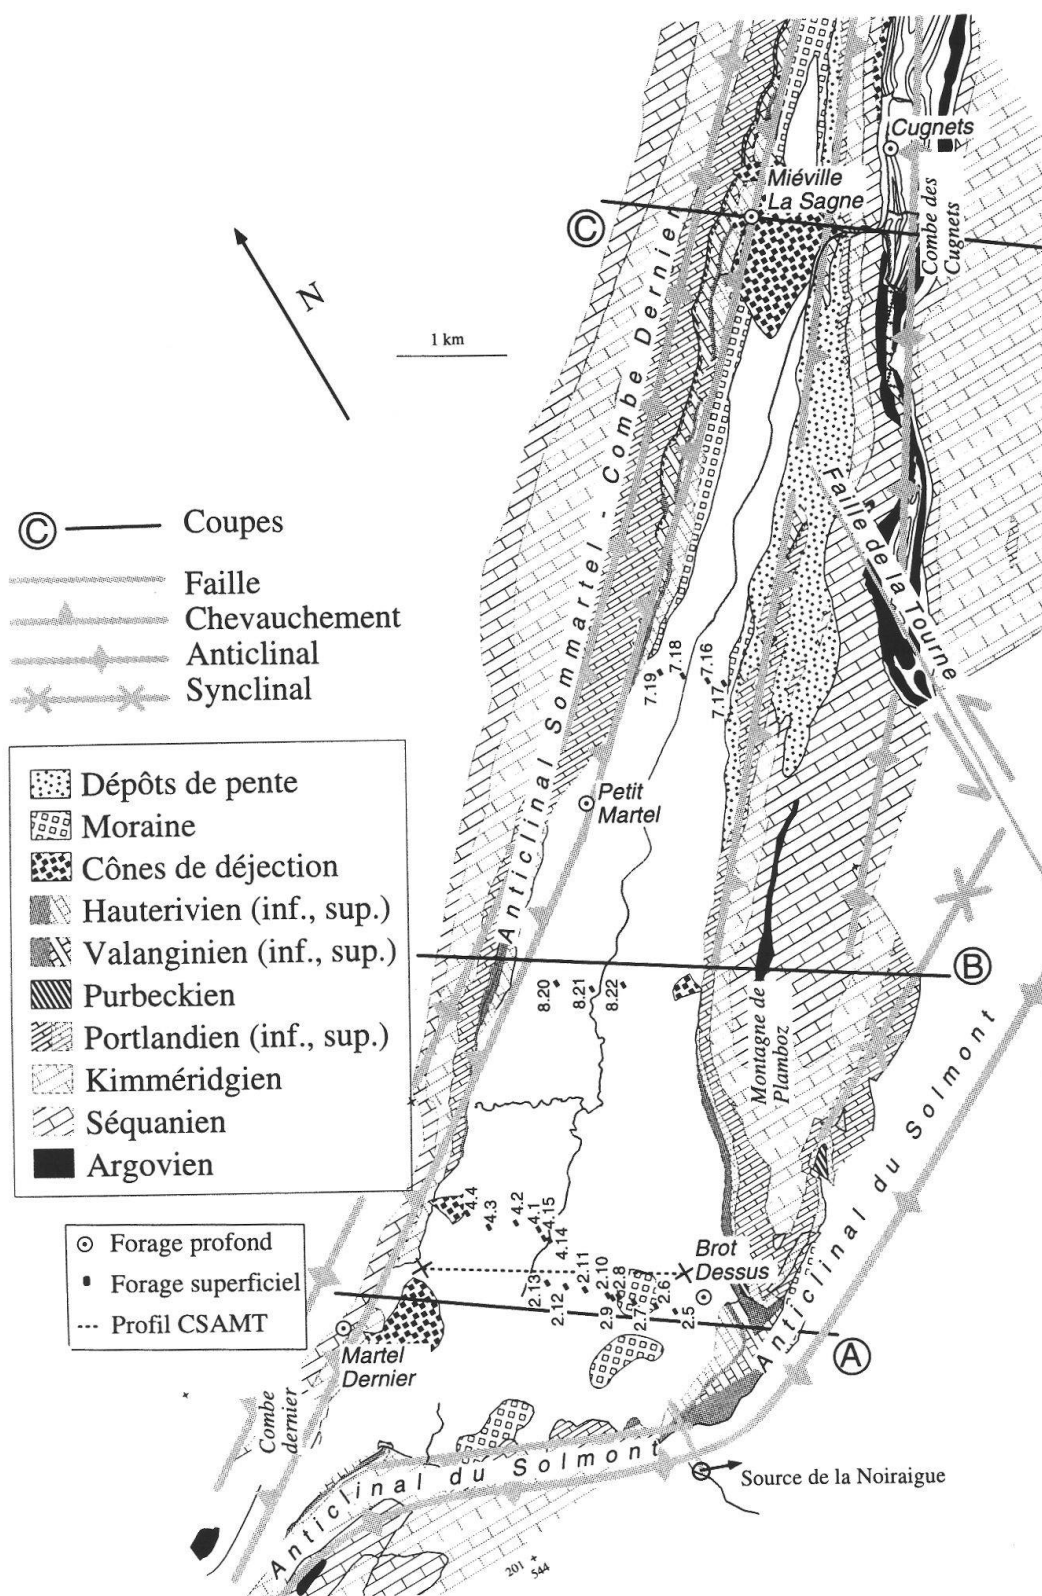 Cugnets
Miéville
La Sagne
C
Combe des
Cugnets
N
1 km
Anticlinal Sommartel - Combe Dernier
Faille de la Tourne
C Coupes
Faille
Chevauchement
Anticlinal
Synclinal
7.19
7.18
7.16
7.17
Petit
Martel
Dépôts de pente
Moraine
Cônes de déjection
Hauterivien (inf., sup.)
Valanginien (inf., sup.)
Purbeckien
Portlandien (inf., sup.)
Kimméridgien
Séquanien
Argovien
B
8.20
8.21
8.22
Montagne de
Plamboz
Anticlinal du Solmont
4.4
4.3
4.2
4.1
4.15
4.14
Forage profond
Forage superficiel
Profil CSAMT
Brot
Dessus
2.13
2.12
2.11
2.10
2.9
2.8
2.7
2.6
2.5
A
Martel
Dernier
Combe
dernier
Anticlinal du Solmont
Source de la Noiraigue
201
544